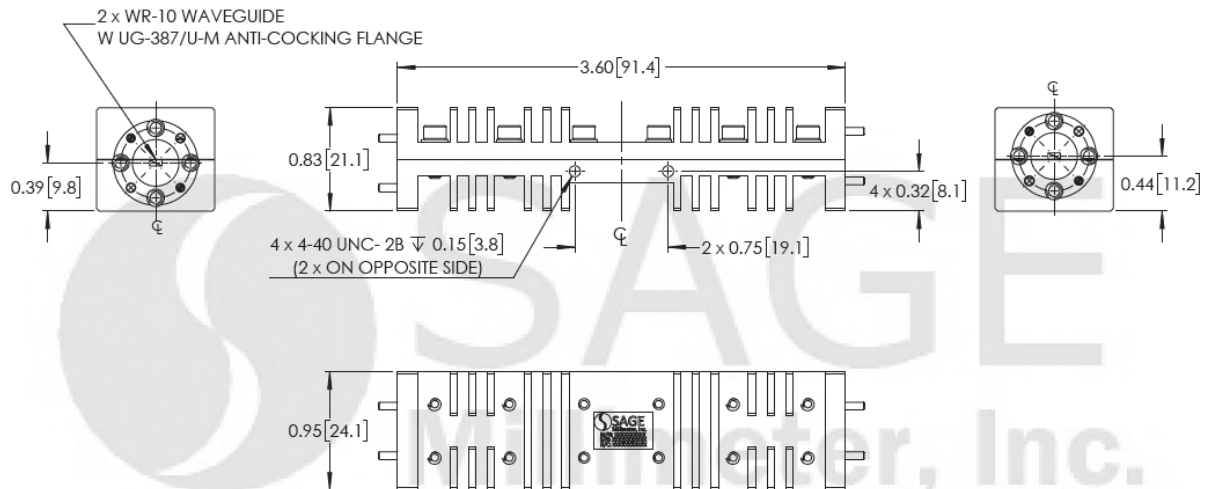 2 x WR-10 WAVEGUIDE
W UG-387/U-M ANTI-COCKING FLANGE
3.60[91.4]
℄
℄
0.83[21.1]
0.39[9.8]
4 x 0.32[8.1]
0.44[11.2]
℄
4 x 4-40 UNC- 2B ↧ 0.15[3.8]
(2 x ON OPPOSITE SIDE)
℄
2 x 0.75[19.1]
SAGE
Millimeter, Inc.
0.95[24.1]
SAGE
Millimeter, Inc.